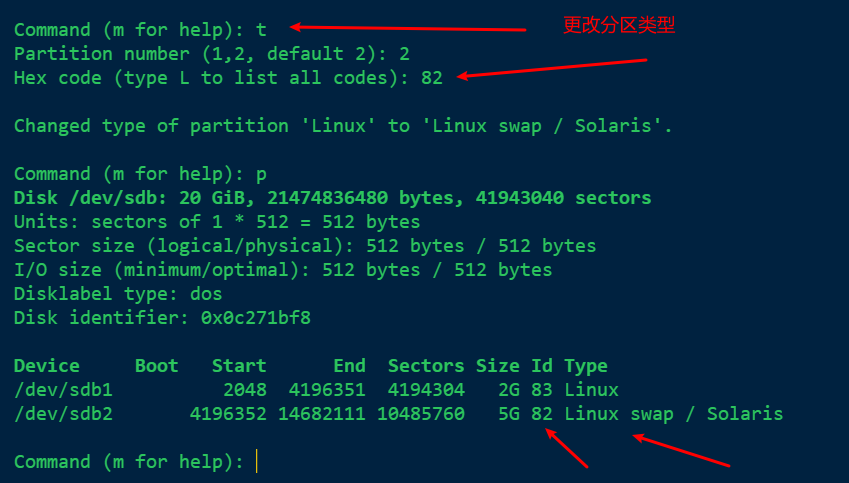 Command (m for help): t
更改分区类型
Partition number (1,2, default 2): 2
Hex code (type L to list all codes): 82
Changed type of partition 'Linux' to 'Linux swap / Solaris'.
Command (m for help): p
Disk /dev/sdb: 20 GiB, 21474836480 bytes, 41943040 sectors
Units: sectors of 1 * 512 = 512 bytes
Sector size (logical/physical): 512 bytes / 512 bytes
I/O size (minimum/optimal): 512 bytes / 512 bytes
Disklabel type: dos
Disk identifier: 0x0c271bf8
Device     Boot   Start      End  Sectors Size Id Type
/dev/sdb1          2048  4196351  4194304   2G 83 Linux
/dev/sdb2       4196352 14682111 10485760   5G 82 Linux swap / Solaris
Command (m for help):